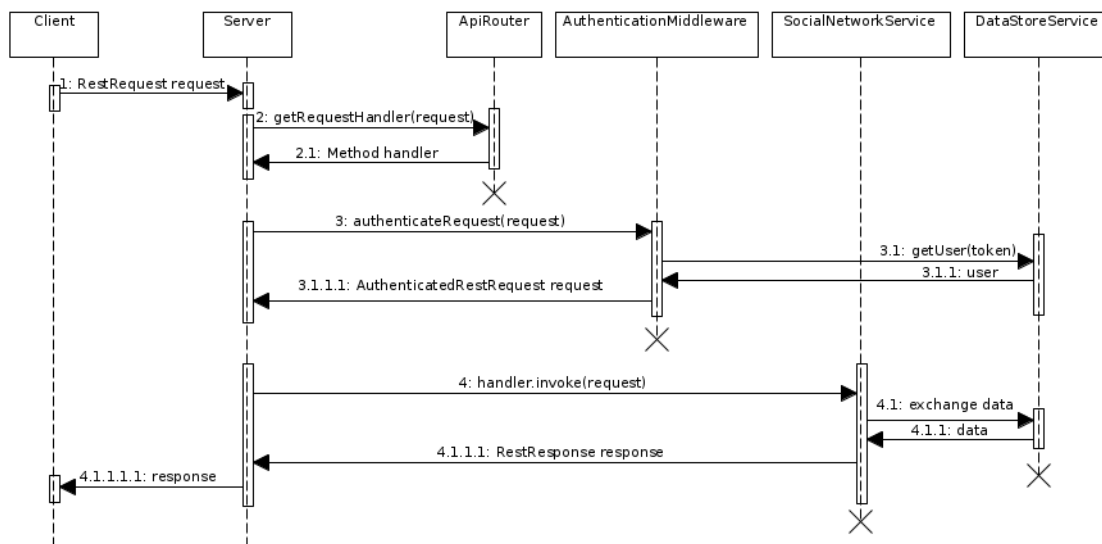 Client
Server
ApiRouter
AuthenticationMiddleware
SocialNetworkService
DataStoreService
1: RestRequest request
2: getRequestHandler(request)
2.1: Method handler
3: authenticateRequest(request)
3.1: getUser(token)
3.1.1: user
3.1.1.1: AuthenticatedRestRequest request
4: handler.invoke(request)
4.1: exchange data
4.1.1: data
4.1.1.1: RestResponse response
4.1.1.1.1: response